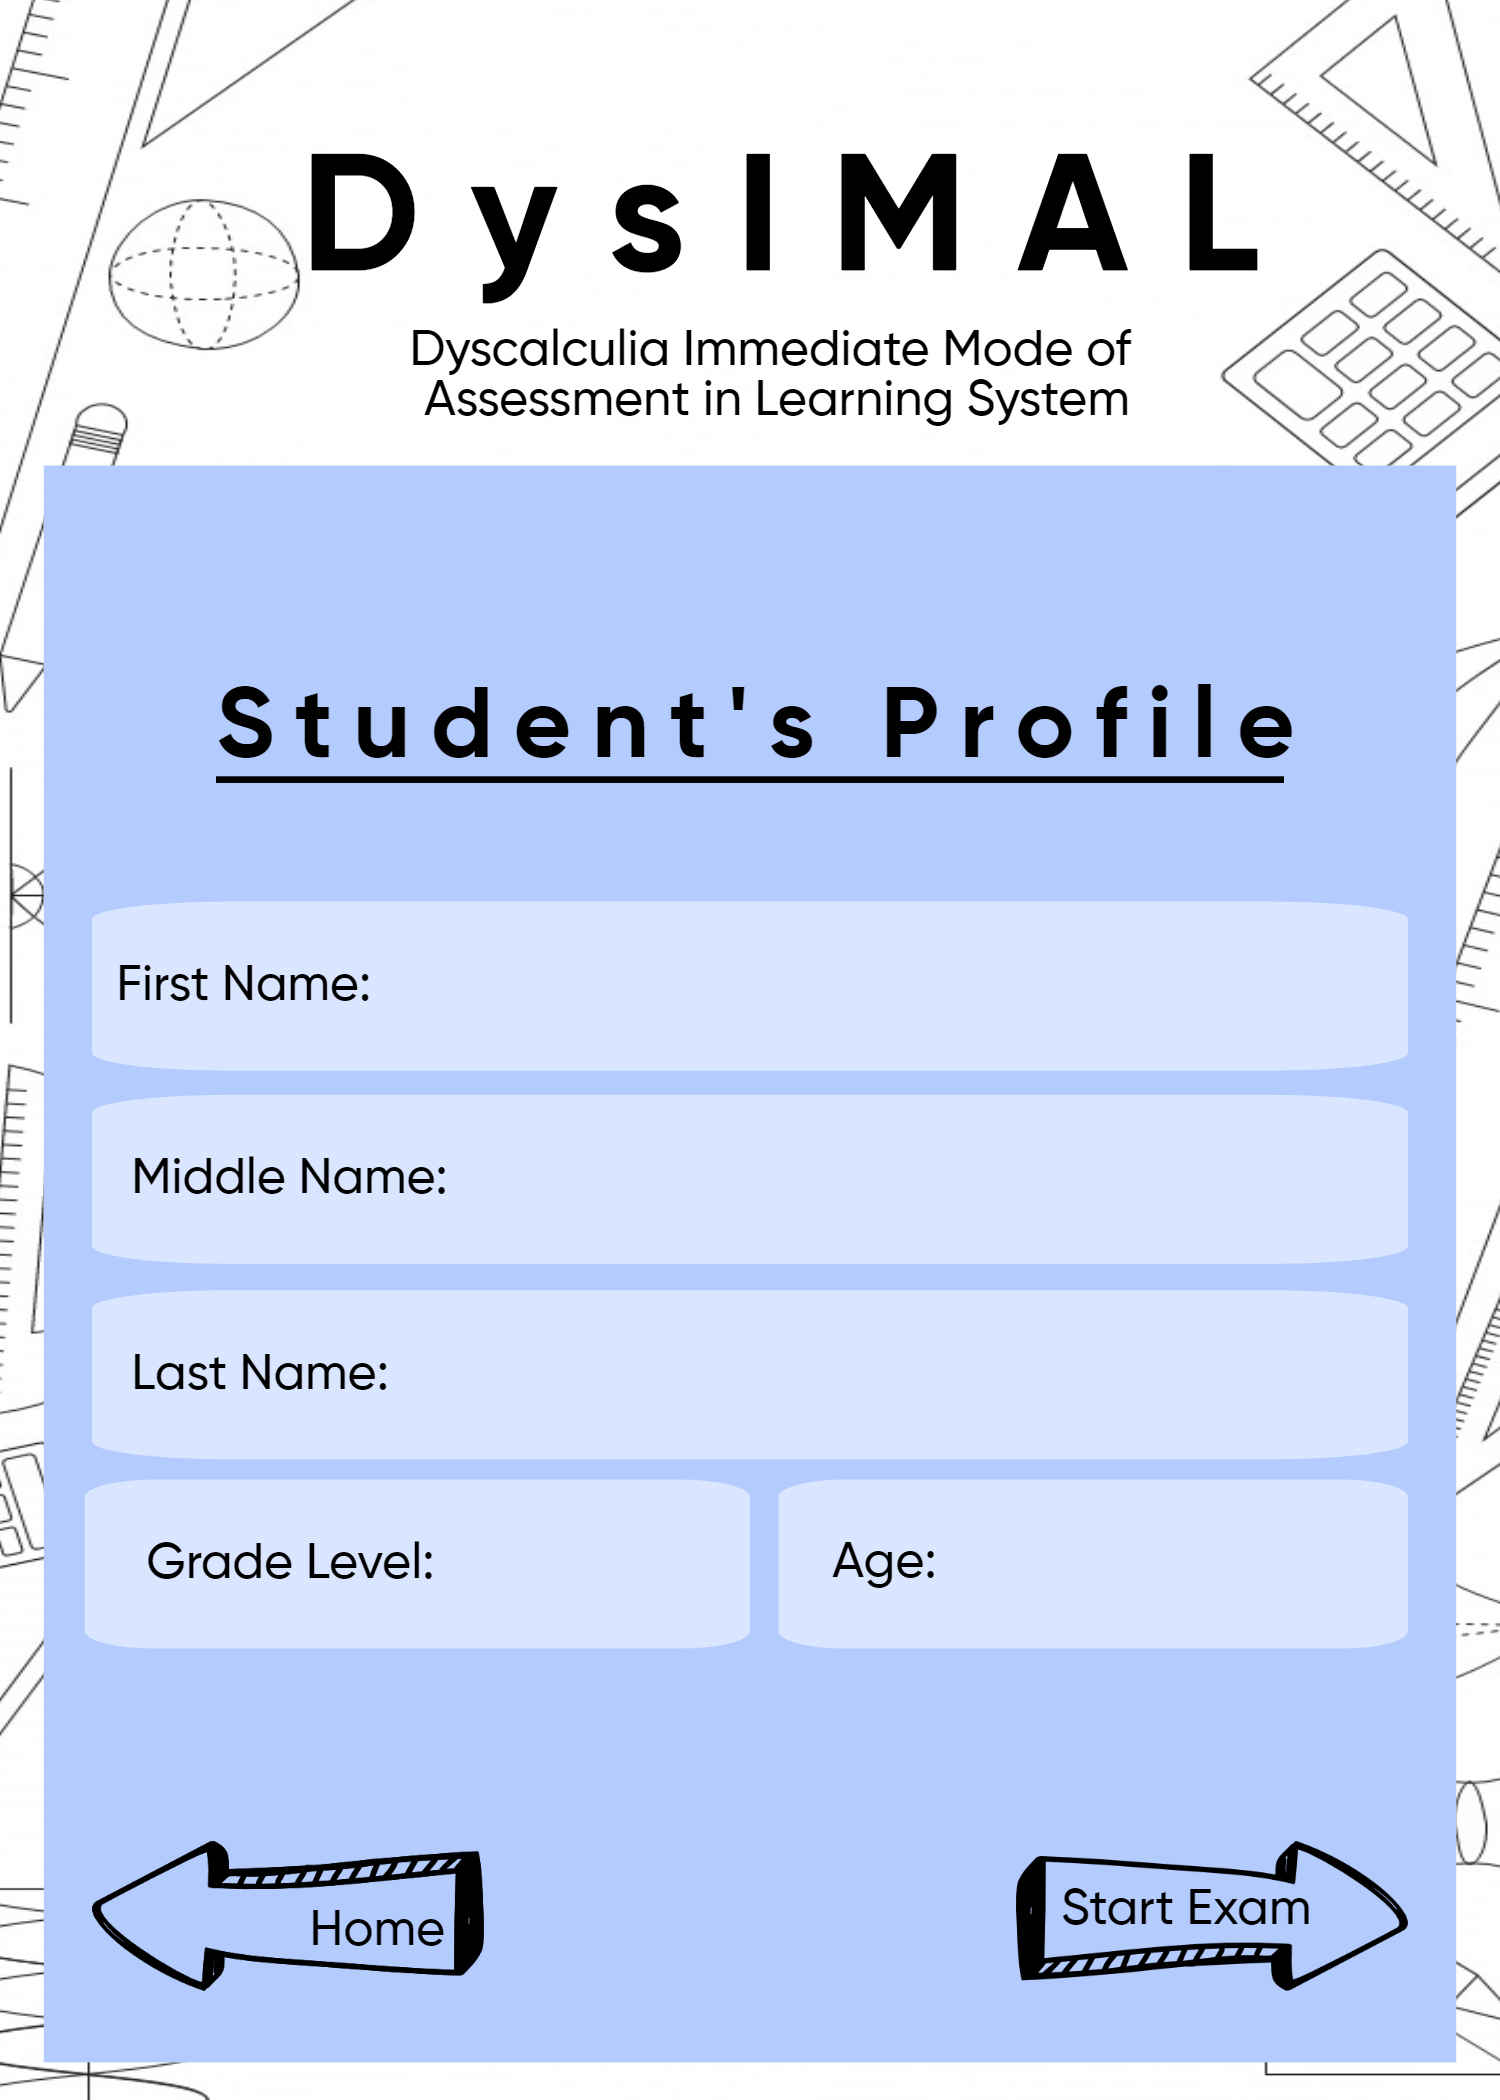 DysIMAL
Dyscalculia Immediate Mode of
Assessment in Learning System
Student's Profile
First Name:
Middle Name:
Last Name:
Grade Level:
Age:
Home
Start Exam